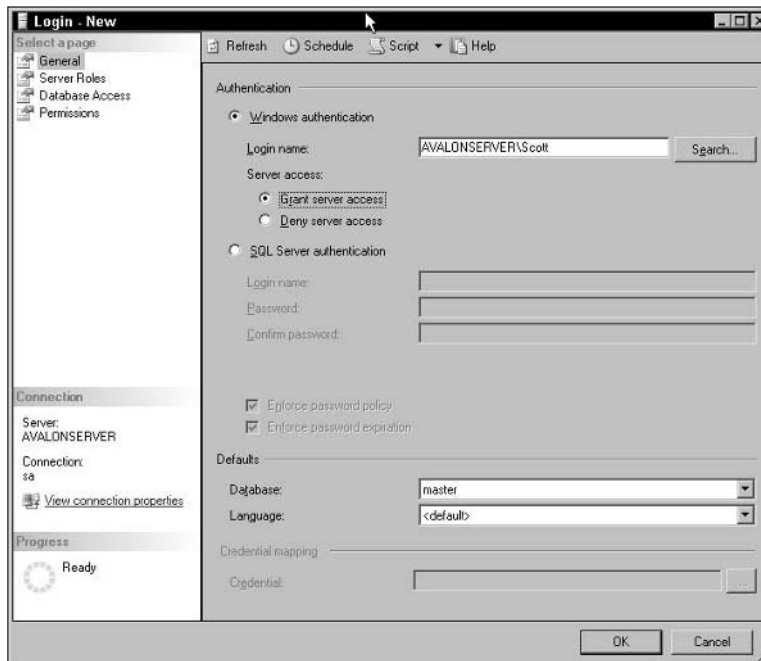 Login - New
Select a page
General
Server Roles
Database Access
Permissions
Refresh Schedule Script Help
Authentication
Windows authentication
Login name: AVALONSERVER\Scott Search...
Server access:
Grant server access
Deny server access
SQL Server authentication
Login name:
Password:
Confirm password:
Enforce password policy
Enforce password expiration
Defaults
Database: master
Language: <default>
Credential mapping
Credential: ...
Connection
Server:
AVALONSERVER
Connection:
sa
View connection properties
Progress
Ready
OK Cancel